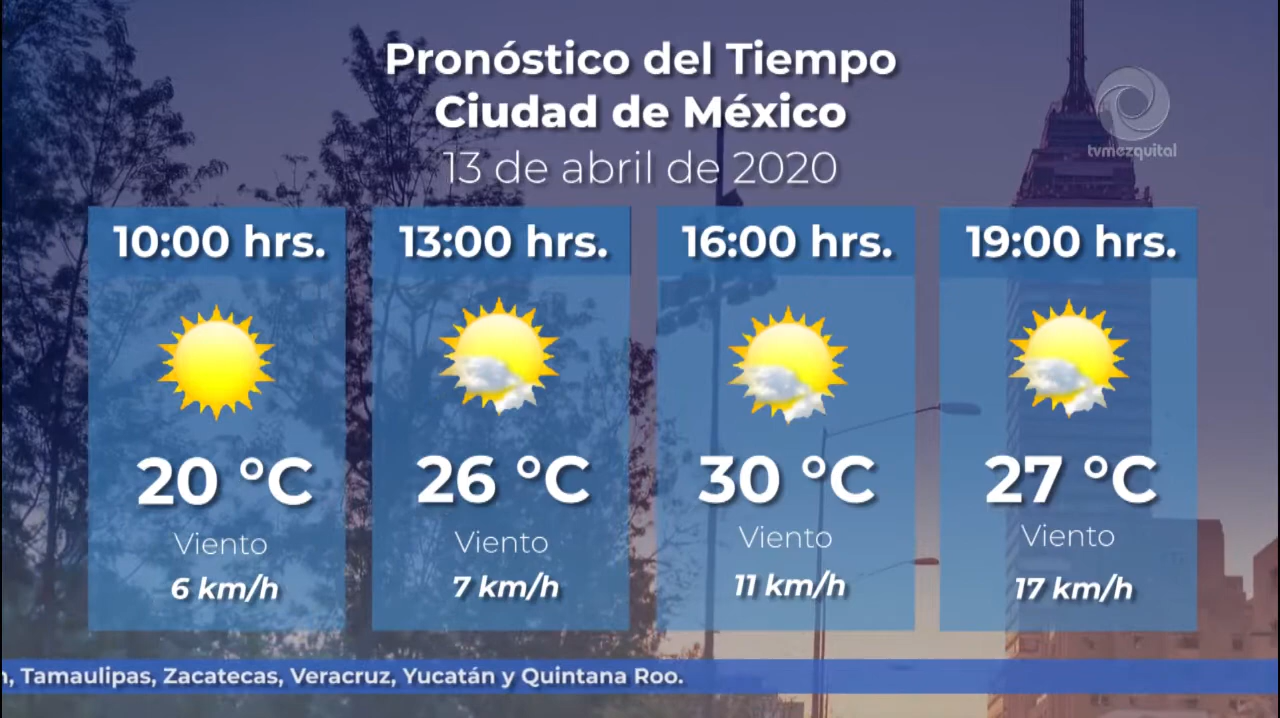 Pronóstico del Tiempo
Ciudad de México
13 de abril de 2020
tvmezquital
10:00 hrs.
20 °C
Viento
6 km/h
13:00 hrs.
26 °C
Viento
7 km/h
16:00 hrs.
30 °C
Viento
11 km/h
19:00 hrs.
27 °C
Viento
17 km/h
, Tamaulipas, Zacatecas, Veracruz, Yucatán y Quintana Roo.